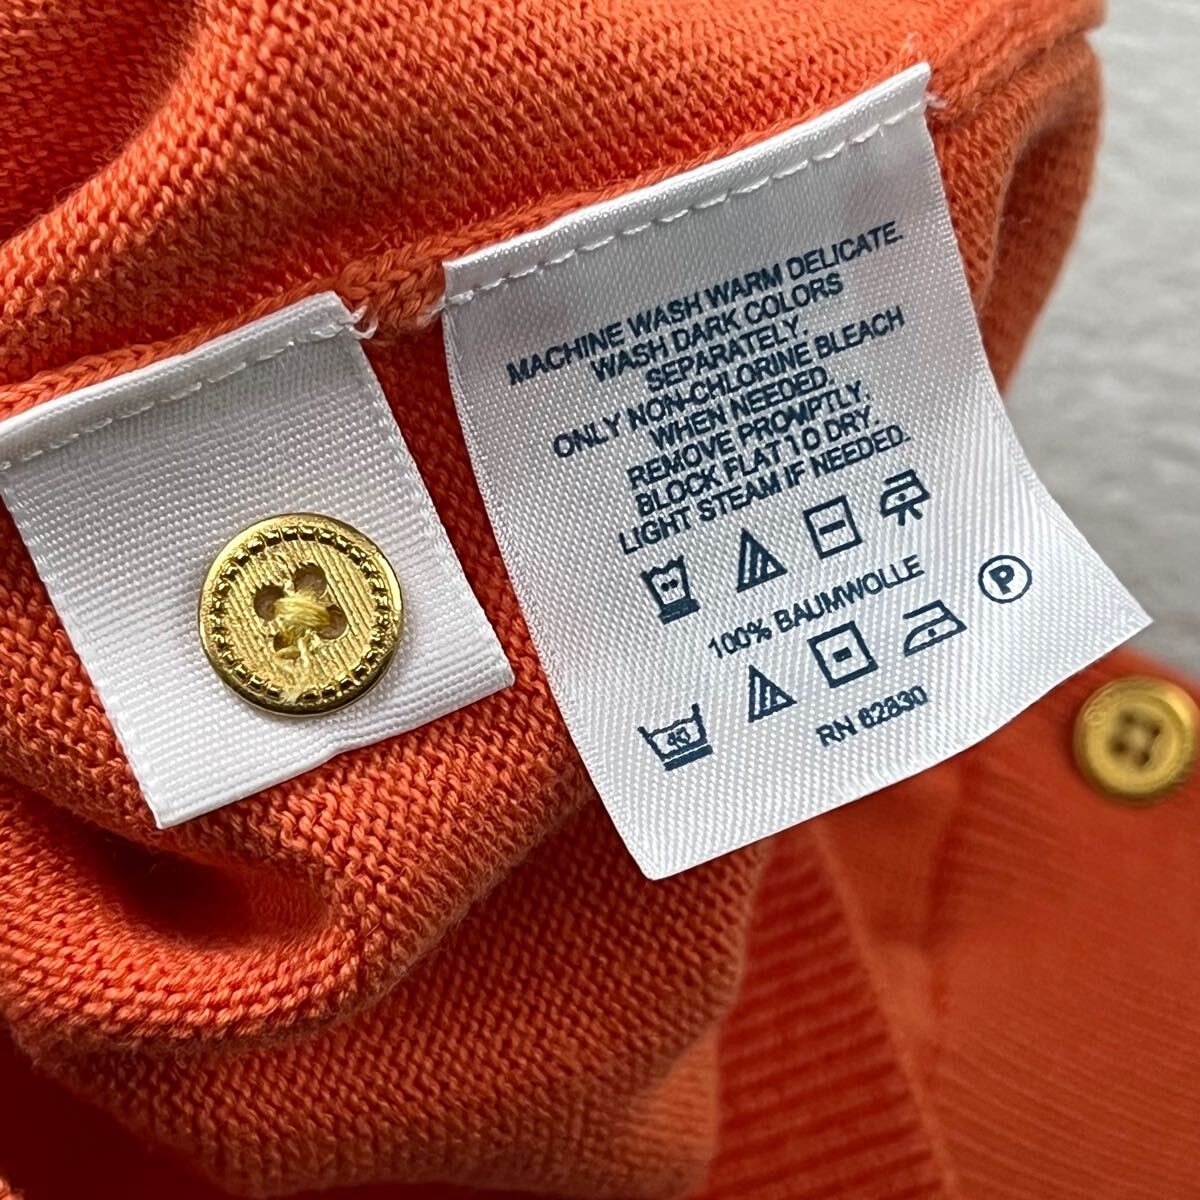 MACHINE WASH WARM DELICATE.
WASH DARK COLORS
SEPARATELY.
ONLY NON-CHLORINE BLEACH
WHEN NEEDED.
REMOVE PROMPTLY.
BLOCK FLAT TO DRY.
LIGHT STEAM IF NEEDED.
100% BAUMWOLLE
P
40
RN 62830